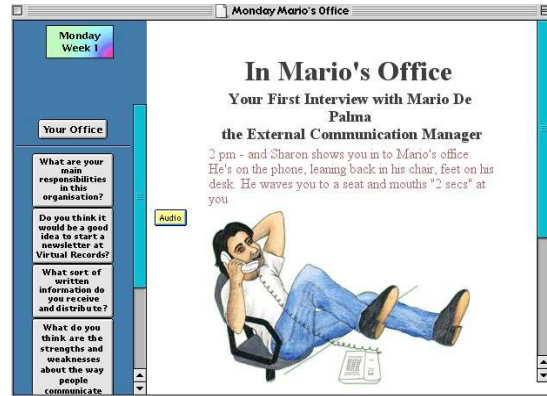 Monday Mario's Office
Monday
Week 1
Your Office
What are your
main
responsibilities
in this
organisation?
Do you think it
would be a good
idea to start a
newsletter at
Virtual Records?
What sort of
written
information do
you receive
and distribute?
What do you
think are the
strengths and
weaknesses
about the way
people
communicate
Audio
In Mario's Office
Your First Interview with Mario De
Palma
the External Communication Manager
2 pm - and Sharon shows you in to Mario's office.
He's on the phone, leaning back in his chair, feet on his
desk. He waves you to a seat and mouths "2 secs" at
you